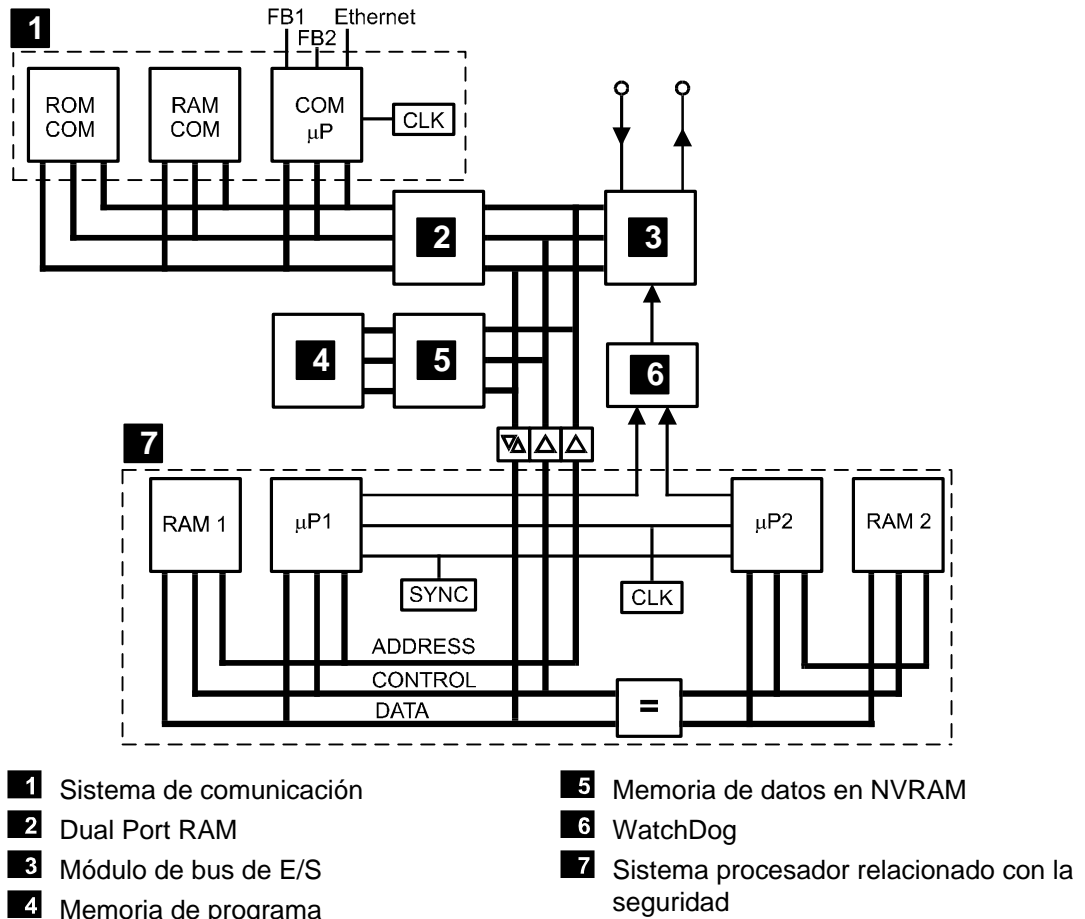 FB1 Ethernet
1 FB2
ROM COM
RAM COM
COM μP
CLK
2
3
4
5
6
7
RAM 1
μP1
μP2
RAM 2
SYNC
CLK
ADDRESS
CONTROL
DATA
=
1 Sistema de comunicación
2 Dual Port RAM
3 Módulo de bus de E/S
4 Memoria de programa
5 Memoria de datos en NVRAM
6 WatchDog
7 Sistema procesador relacionado con la
seguridad